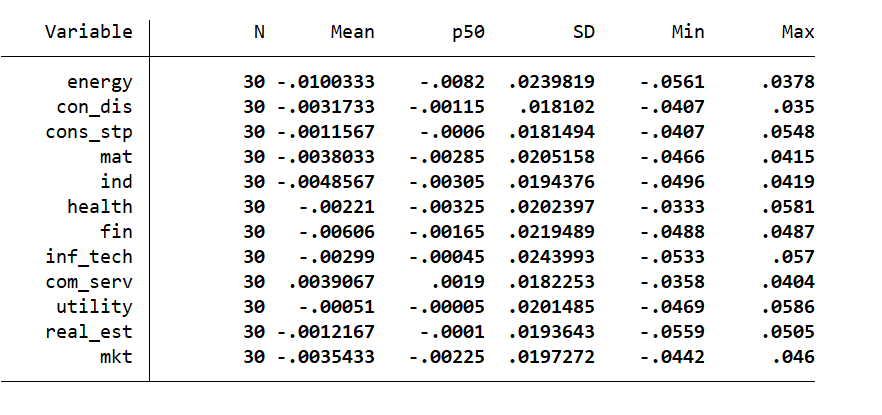 Variable N Mean p50 SD Min Max
energy 30 -.0100333 -.0082 .0239819 -.0561 .0378
con_dis 30 -.0031733 -.00115 .018102 -.0407 .035
cons_stp 30 -.0011567 -.0006 .0181494 -.0407 .0548
mat 30 -.0038033 -.00285 .0205158 -.0466 .0415
ind 30 -.0048567 -.00305 .0194376 -.0496 .0419
health 30 -.00221 -.00325 .0202397 -.0333 .0581
fin 30 -.00606 -.00165 .0219489 -.0488 .0487
inf_tech 30 -.00299 -.00045 .0243993 -.0533 .057
com_serv 30 .0039067 .0019 .0182253 -.0358 .0404
utility 30 -.00051 -.00005 .0201485 -.0469 .0586
real_est 30 -.0012167 -.0001 .0193643 -.0559 .0505
mkt 30 -.0035433 -.00225 .0197272 -.0442 .046